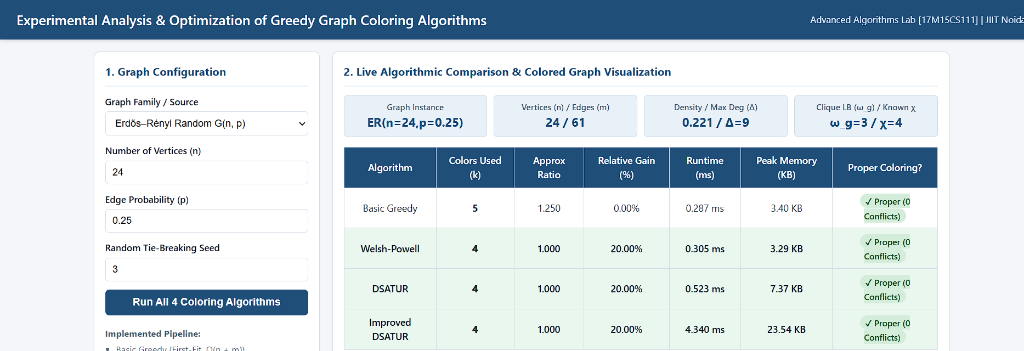 Experimental Analysis & Optimization of Greedy Graph Coloring Algorithms
Advanced Algorithms Lab [17M15CS111] | JIIT Noida
1. Graph Configuration
Graph Family / Source
Erdős–Rényi Random G(n, p)
Number of Vertices (n)
24
Edge Probability (p)
0.25
Random Tie-Breaking Seed
3
Run All 4 Coloring Algorithms
Implemented Pipeline:
Basic Greedy (First-Fit, O(n + m))
2. Live Algorithmic Comparison & Colored Graph Visualization
Graph Instance
ER(n=24,p=0.25)
Vertices (n) / Edges (m)
24 / 61
Density / Max Deg (Δ)
0.221 / Δ=9
Clique LB (ω_g) / Known χ
ω_g=3 / χ=4
Algorithm Colors Used (k) Approx Ratio Relative Gain (%) Runtime (ms) Peak Memory (KB) Proper Coloring?
Basic Greedy 5 1.250 0.00% 0.287 ms 3.40 KB ✓ Proper (0 Conflicts)
Welsh-Powell 4 1.000 20.00% 0.305 ms 3.29 KB ✓ Proper (0 Conflicts)
DSATUR 4 1.000 20.00% 0.523 ms 7.37 KB ✓ Proper (0 Conflicts)
Improved DSATUR 4 1.000 20.00% 4.340 ms 23.54 KB ✓ Proper (0 Conflicts)